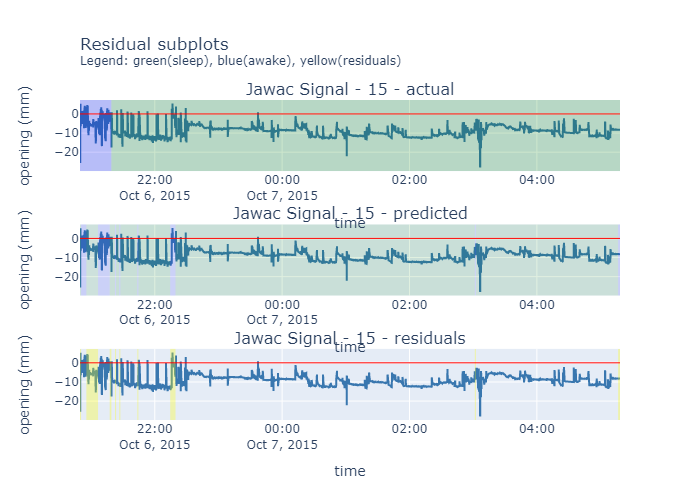 Residual subplots
Legend: green(sleep), blue(awake), yellow(residuals)
Jawac Signal - 15 - actual
opening (mm)
0
−10
−20
22:00 00:00 02:00 04:00
Oct 6, 2015 Oct 7, 2015
Jawac Signal - 15 - predicted
time
opening (mm)
0
−10
−20
22:00 00:00 02:00 04:00
Oct 6, 2015 Oct 7, 2015
Jawac Signal - 15 - residuals
time
opening (mm)
0
−10
−20
22:00 00:00 02:00 04:00
Oct 6, 2015 Oct 7, 2015
time